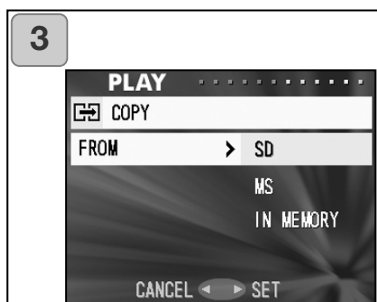 3
PLAY
COPY
FROM > SD
MS
IN MEMORY
CANCEL ◄ ► SET